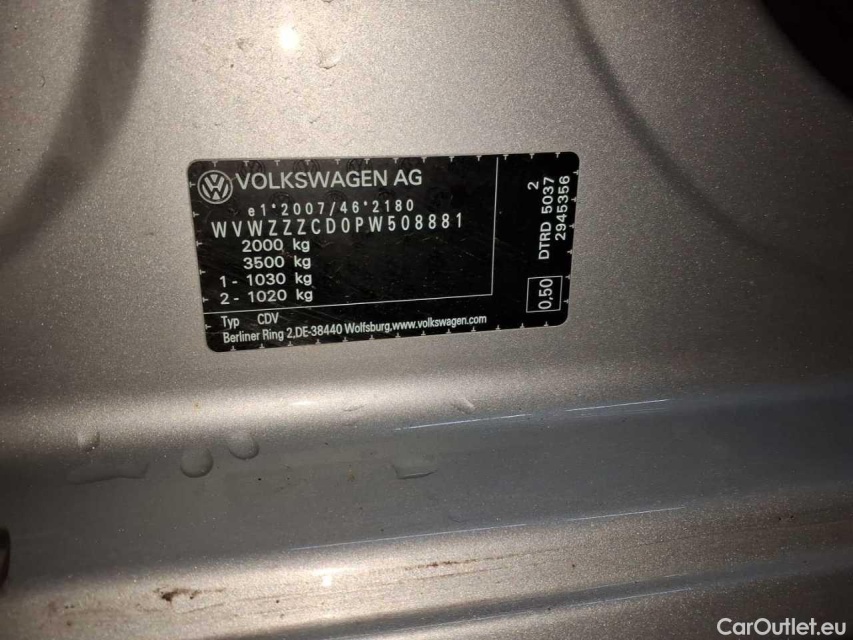 VOLKSWAGEN AG
e1*2007/46*2180
WVWZZZCD0PW508881
2000 kg
3500 kg
1 - 1030 kg
2 - 1020 kg
Typ CDV
Berliner Ring 2,DE-38440 Wolfsburg.www.volkswagen.com
2
DTRD 5037
2945356
0,50
CarOutlet.eu